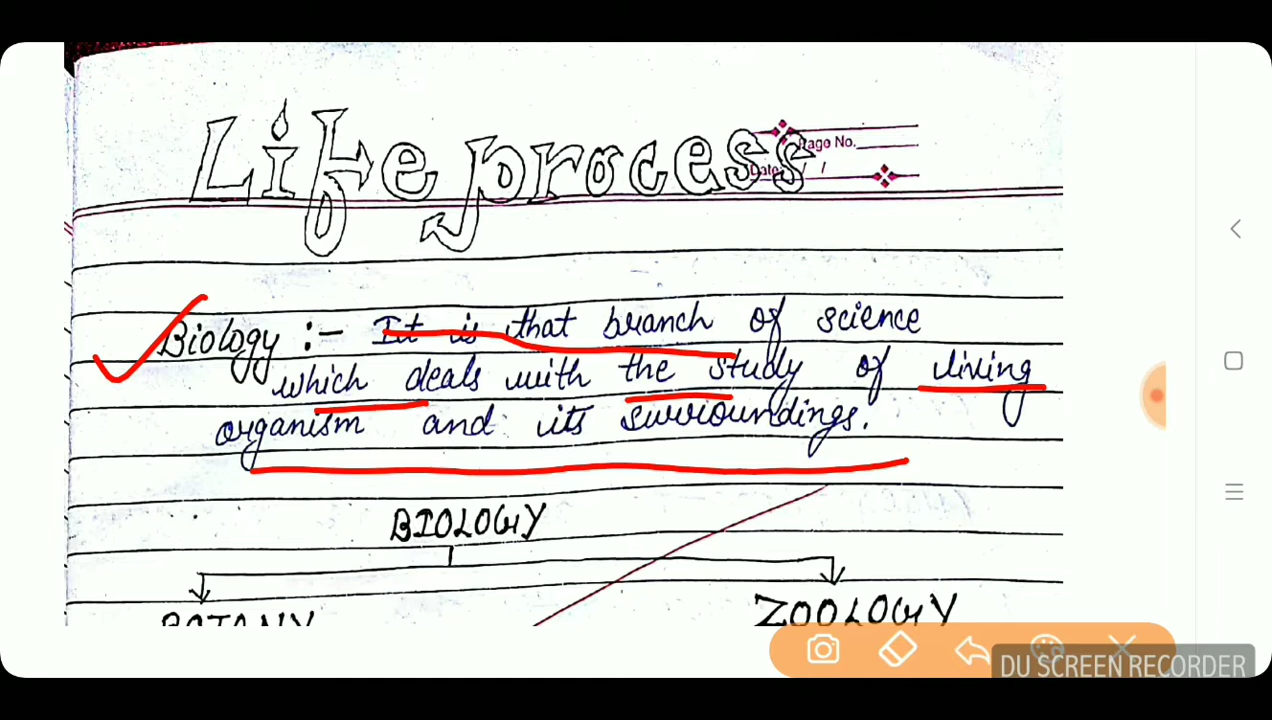 Life process
Page No.
Date / /
Biology :- It is that branch of science
which deals with the study of living
organism and its surroundings.
BIOLOGY
BOTANY
ZOOLOGY
DU SCREEN RECORDER